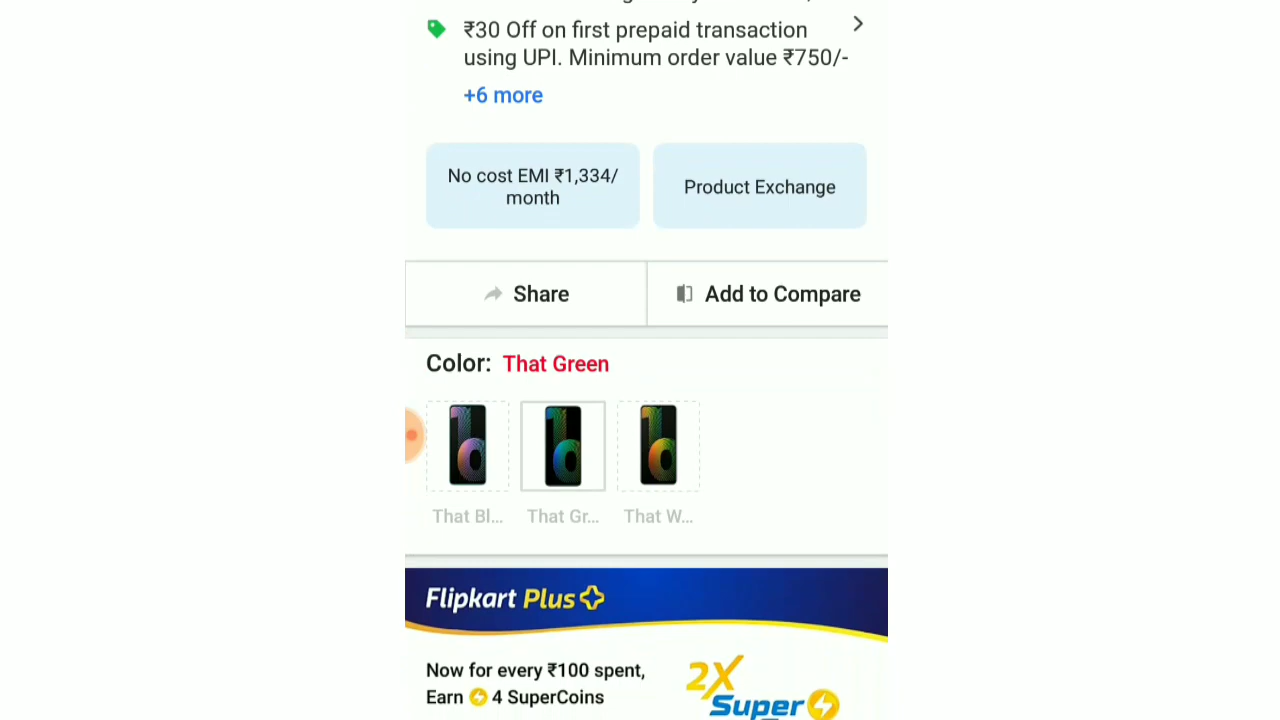 ₹30 Off on first prepaid transaction
using UPI. Minimum order value ₹750/-
+6 more
No cost EMI ₹1,334/
month
Product Exchange
Share
Add to Compare
Color: That Green
That Bl...
That Gr...
That W...
Flipkart Plus
Now for every ₹100 spent,
Earn 4 SuperCoins
2X
Super